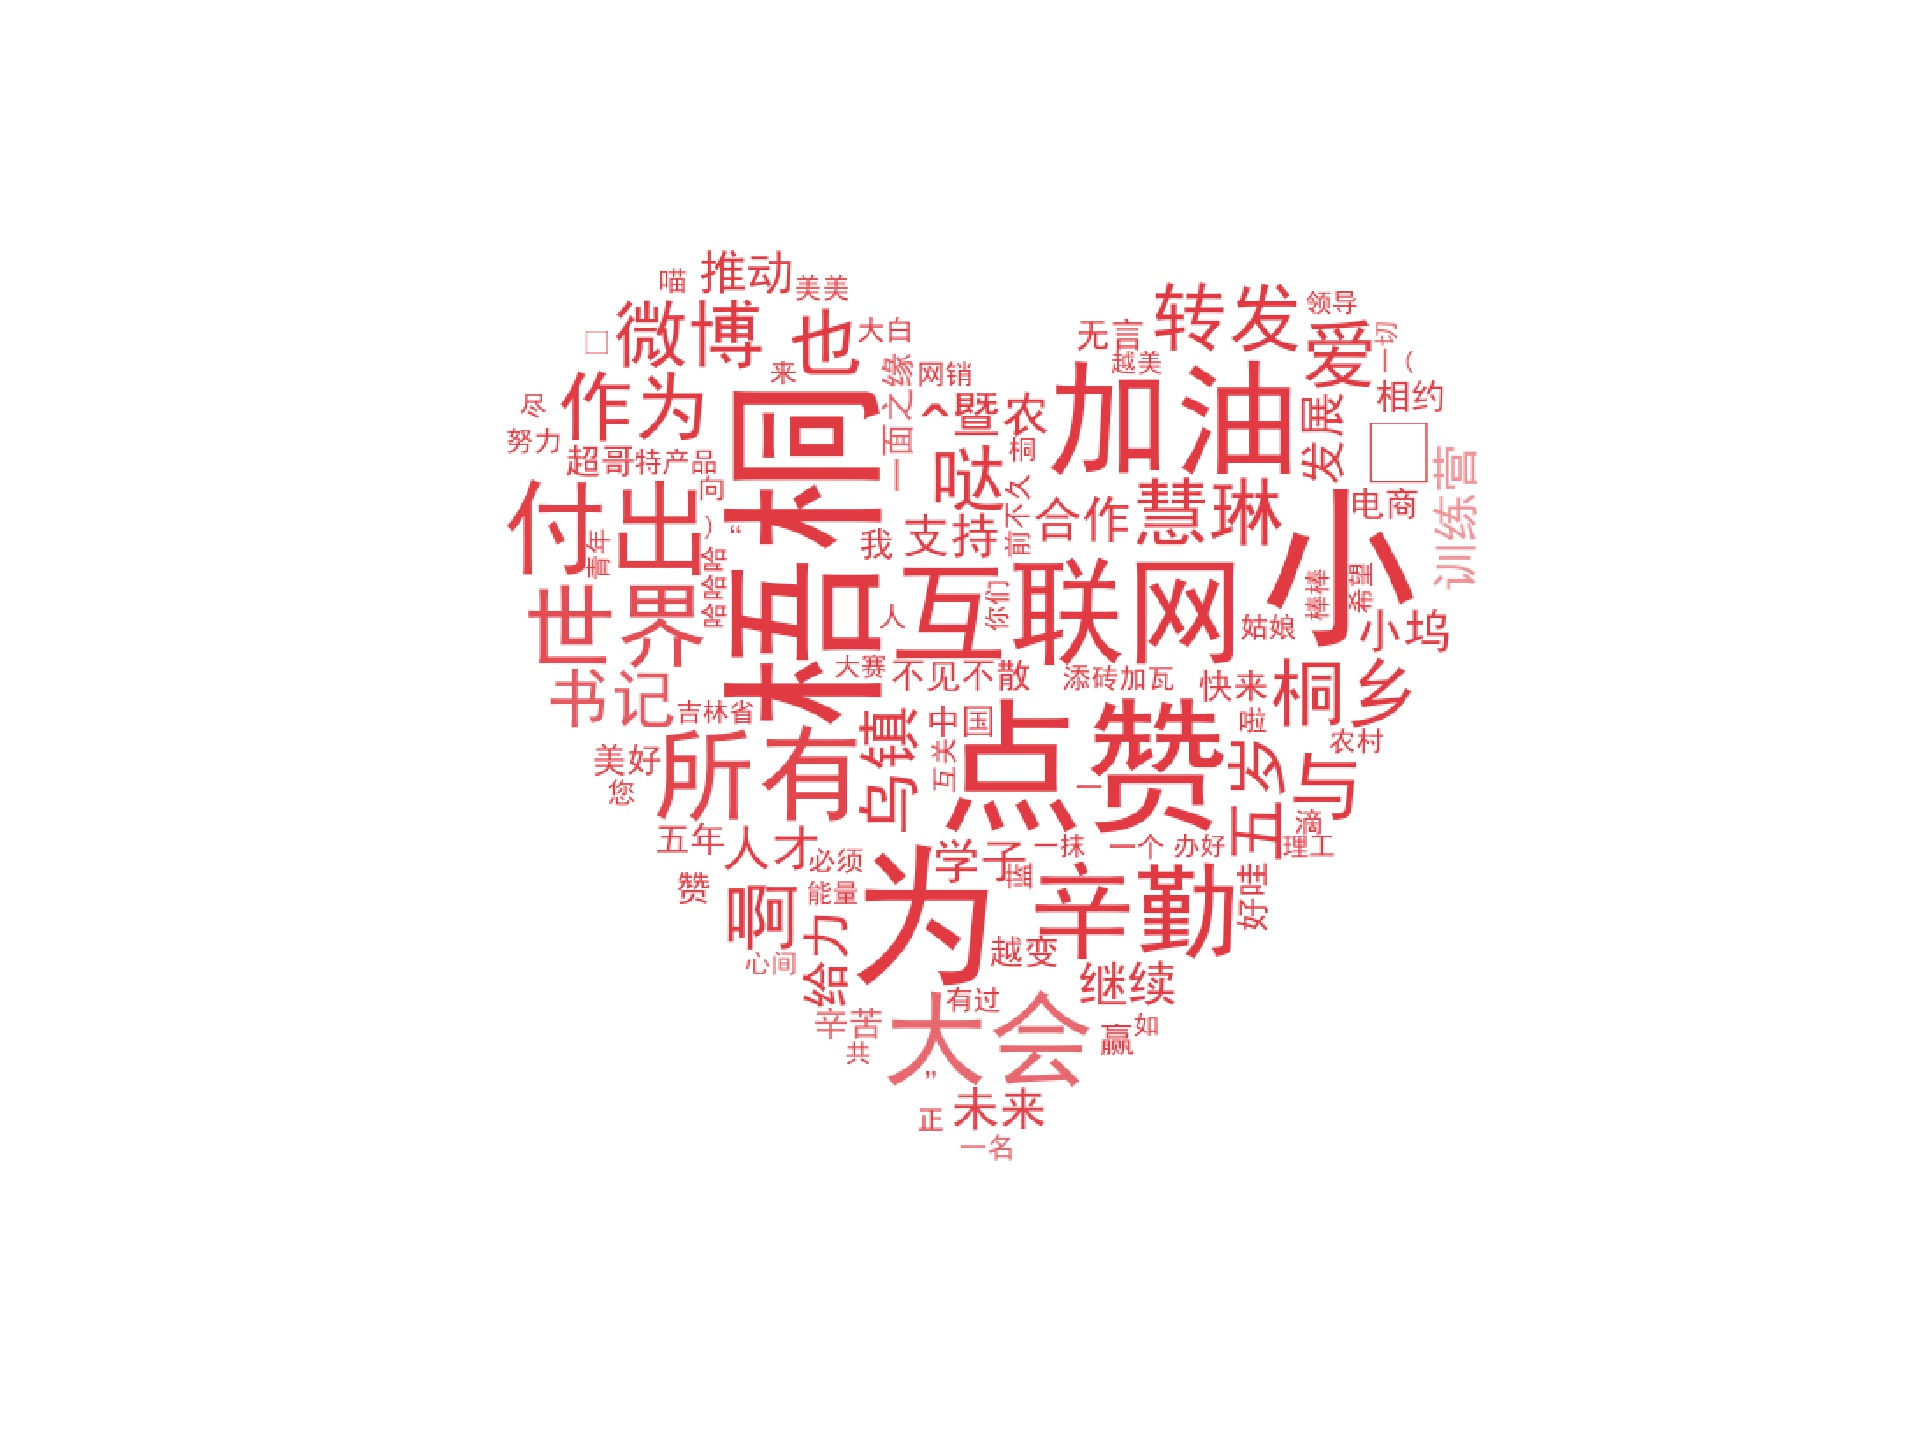 推动
喵
美美
转发
领导
微博
也
大白
无言
爱
一切
越美
(
来
一面之缘
网销
作为
尽
努力
梧桐
^
暨
农
加油
发展
相约
超哥
特产品
哒
桐
训练营
向
付出
)
“
我
支持
前不久
合作
慧琳
小
电商
青年
哈哈哈
世界
人
互联网
你们
姑娘
棒棒
希望
小坞
书记
吉林省
大赛
不见不散
添砖加瓦
快来
桐乡
美好
您
所有
乌镇
中国
互关
点赞
一
啦
五岁
与
农村
五年
人才
必须
学子
一抹
一个
办好
滴
理工
赞
啊
能量
给力
为
蓝
辛勤
好哇
心间
越变
继续
辛苦
共
有过
大会
赢
如
”
正
未来
一名